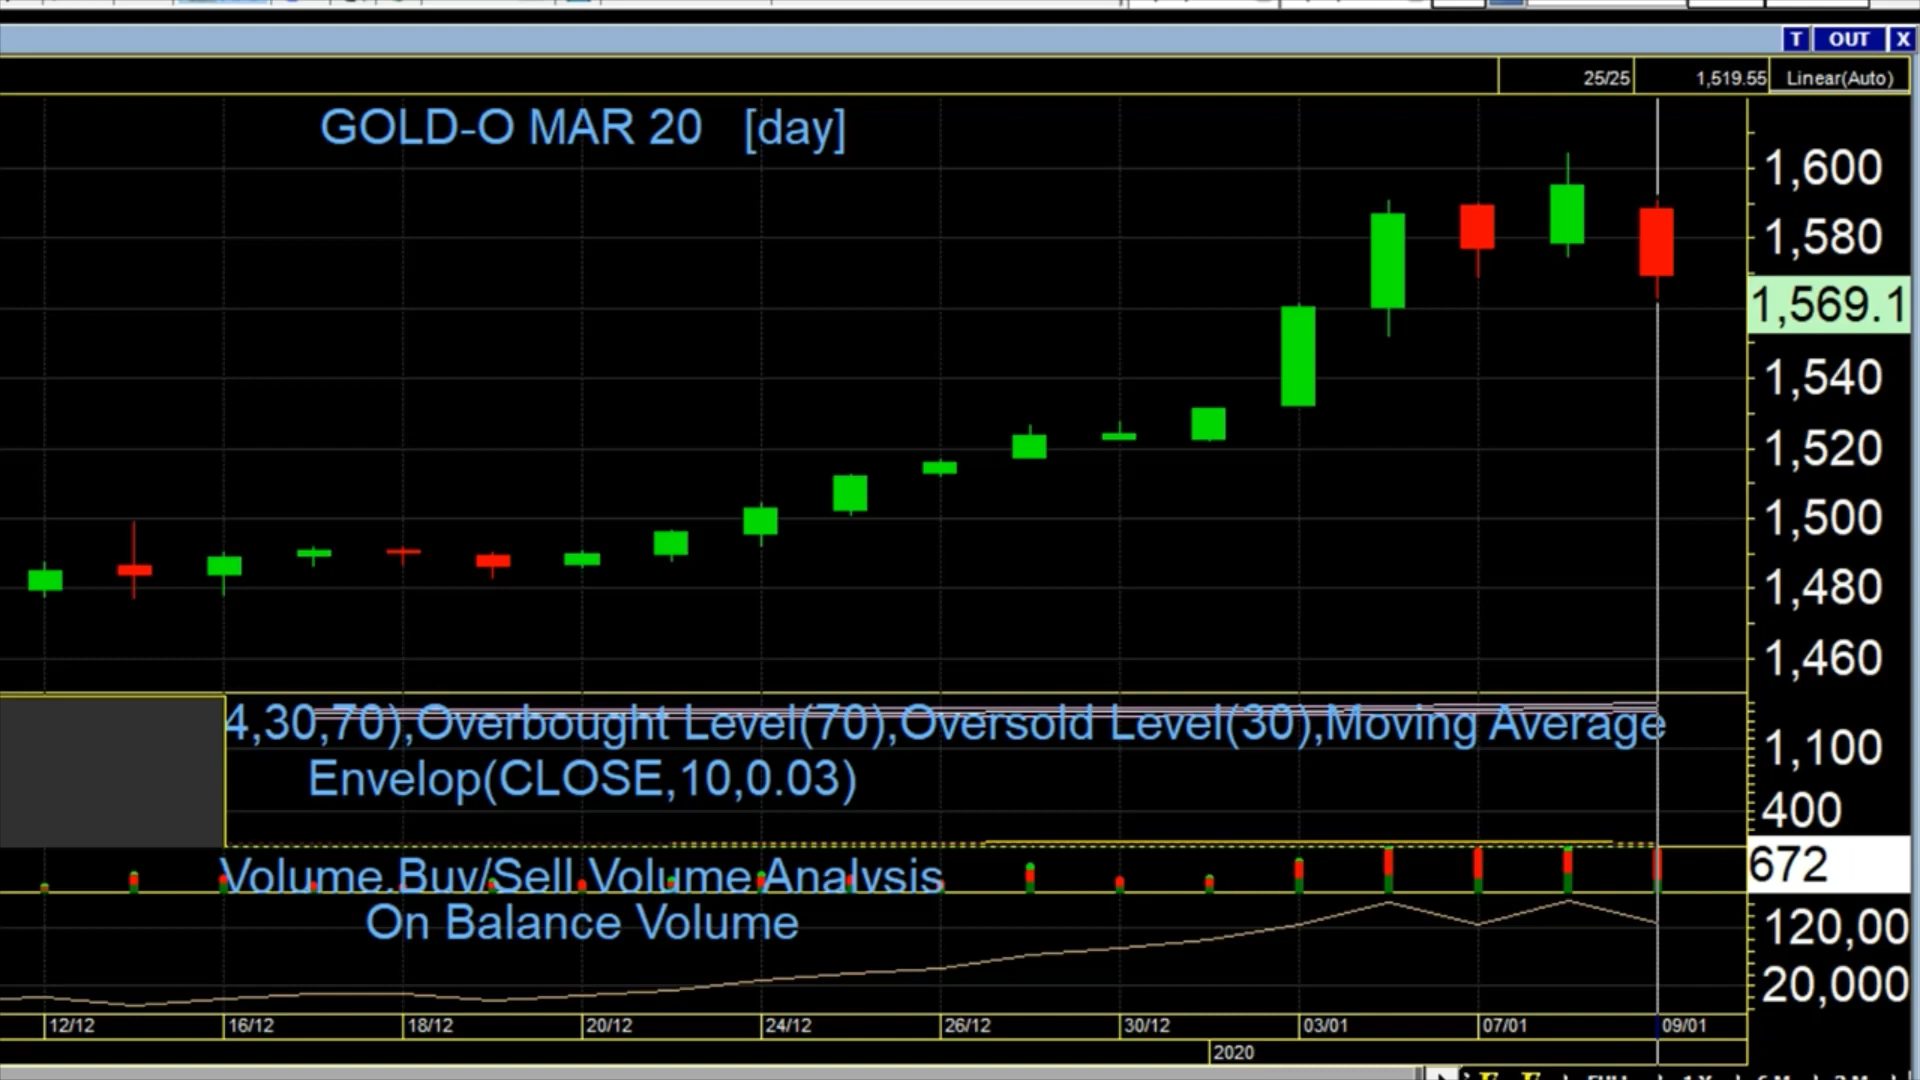 T OUT X
25/25 1,519.55 Linear(Auto)
GOLD-O MAR 20 [day]
1,600
1,580
1,569.1
1,540
1,520
1,500
1,480
1,460
4,30,70),Overbought Level(70),Oversold Level(30),Moving Average
Envelop(CLOSE,10,0.03)
1,100
400
Volume,Buy/Sell Volume Analysis
672
On Balance Volume
120,00
20,000
12/12 16/12 18/12 20/12 24/12 26/12 30/12 03/01 07/01 09/01
2020